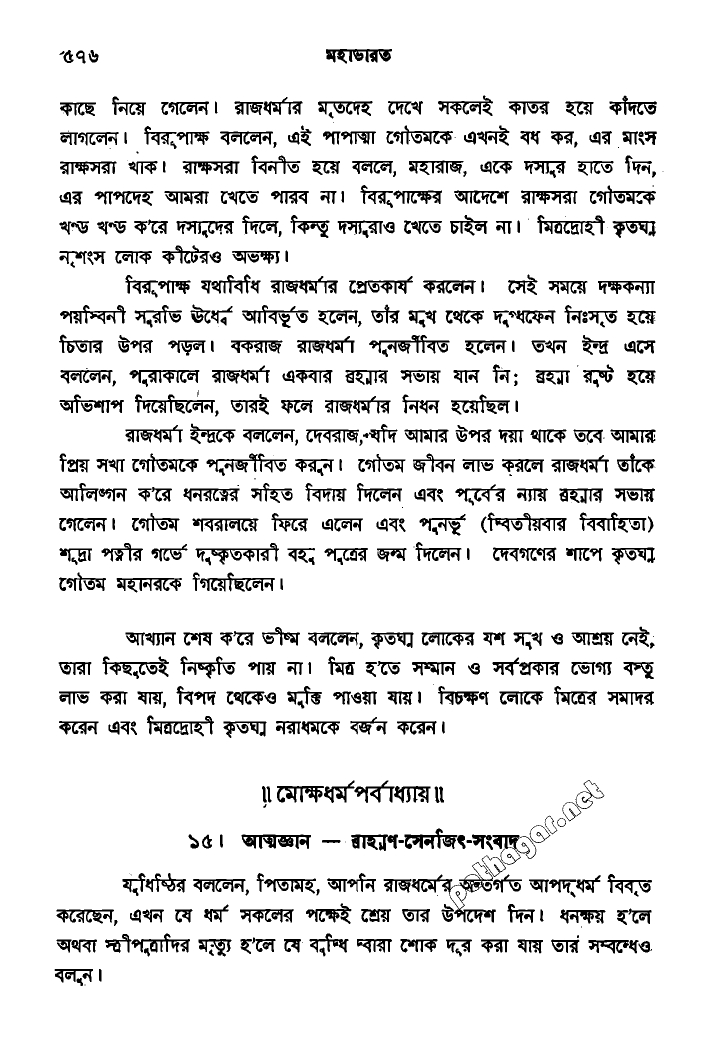 ৫৭৬ মহাভারত
কাছে নিয়ে গেলেন। রাজধর্মার মৃতদেহ দেখে সকলেই কাতর হয়ে কাঁদতে
লাগলেন। বিরূপাক্ষ বললেন, এই পাপাত্মা গৌতমকে এখনই বধ কর, এর মাংস
রাক্ষসরা খাক। রাক্ষসরা বিনীত হয়ে বললে, মহারাজ, একে দস্যুর হাতে দিন,
এর পাপদেহ আমরা খেতে পারব না। বিরূপাক্ষের আদেশে রাক্ষসরা গৌতমকে
খণ্ড খণ্ড ক'রে দস্যুদের দিলে, কিন্তু দস্যুরাও খেতে চাইল না। মিত্রদ্রোহী কৃতঘ্ন
নৃশংস লোক কীটেরও অভক্ষ্য।
বিরূপাক্ষ যথাবিধি রাজধর্মার প্রেতকার্য করলেন। সেই সময়ে দক্ষকন্যা
পয়স্বিনী সুরভি ঊর্ধ্বে আবির্ভূত হলেন, তাঁর মুখ থেকে দুগ্ধফেন নিঃসৃত হয়ে
চিতার উপর পড়ল। বকরাজ রাজধর্মা পুনর্জীবিত হলেন। তখন ইন্দ্র এসে
বললেন, পুরাকালে রাজধর্মা একবার ব্রহ্মার সভায় যান নি; ব্রহ্মা রুষ্ট হয়ে
অভিশাপ দিয়েছিলেন, তারই ফলে রাজধর্মার নিধন হয়েছিল।
রাজধর্মা ইন্দ্রকে বললেন, দেবরাজ, যদি আমার উপর দয়া থাকে তবে আমার
প্রিয় সখা গৌতমকে পুনর্জীবিত করুন। গৌতম জীবন লাভ করলে রাজধর্মা তাঁকে
আলিঙ্গন ক'রে ধনরত্নের সহিত বিদায় দিলেন এবং পূর্বের ন্যায় ব্রহ্মার সভায়
গেলেন। গৌতম শবরালয়ে ফিরে এলেন এবং পুনর্ভূ (দ্বিতীয়বার বিবাহিতা)
শূদ্রা পত্নীর গর্ভে দুষ্কৃতকারী বহু পুত্রের জন্ম দিলেন। দেবগণের শাপে কৃতঘ্ন
গৌতম মহানরকে গিয়েছিলেন।
আখ্যান শেষ ক'রে ভীষ্ম বললেন, কৃতঘ্ন লোকের যশ সুখ ও আশ্রয় নেই,
তারা কিছুতেই নিষ্কৃতি পায় না। মিত্র হ'তে সম্মান ও সর্বপ্রকার ভোগ্য বস্তু
লাভ করা যায়, বিপদ থেকেও মুক্তি পাওয়া যায়। বিচক্ষণ লোকে মিত্রের সমাদর
করেন এবং মিত্রদ্রোহী কৃতঘ্ন নরাধমকে বর্জন করেন।
॥ মোক্ষধর্মপর্বাধ্যায় ॥
১৫। আত্মজ্ঞান — ব্রাহ্মণ-সেনজিৎ-সংবাদ
যুধিষ্ঠির বললেন, পিতামহ, আপনি রাজধর্মের অন্তর্গত আপদ্‌ধর্ম বিবৃত
করেছেন, এখন যে ধর্ম সকলের পক্ষেই শ্রেয় তার উপদেশ দিন। ধনক্ষয় হ'লে
অথবা স্ত্রীপুত্রাদির মৃত্যু হ'লে যে বুদ্ধি দ্বারা শোক দূর করা যায় তার সম্বন্ধেও
বলুন।
pathagar.net